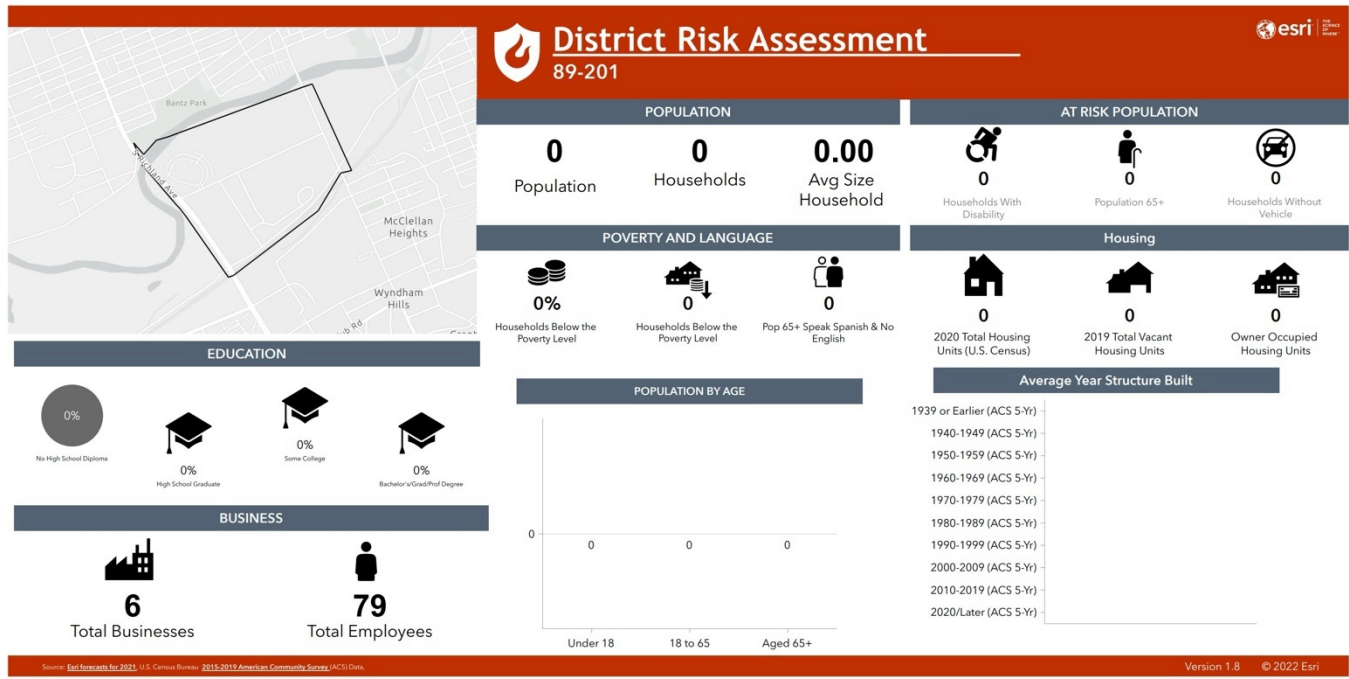 District Risk Assessment
89-201
esri
THE
SCIENCE
OF
WHERE
Bantz Park
S Richland Ave
McClellan
Heights
Wyndham
Hills
POPULATION
0
Population
0
Households
0.00
Avg Size
Household
AT RISK POPULATION
0
Households With
Disability
0
Population 65+
0
Households Without
Vehicle
POVERTY AND LANGUAGE
0%
Households Below the
Poverty Level
0
Households Below the
Poverty Level
0
Pop 65+ Speak Spanish & No
English
Housing
0
2020 Total Housing
Units (U.S. Census)
0
2019 Total Vacant
Housing Units
0
Owner Occupied
Housing Units
EDUCATION
0%
No High School Diploma
0%
High School Graduate
0%
Some College
0%
Bachelor's/Grad/Prof Degree
BUSINESS
6
Total Businesses
79
Total Employees
POPULATION BY AGE
0
0 0 0
Under 18 18 to 65 Aged 65+
Average Year Structure Built
1939 or Earlier (ACS 5-Yr)
1940-1949 (ACS 5-Yr)
1950-1959 (ACS 5-Yr)
1960-1969 (ACS 5-Yr)
1970-1979 (ACS 5-Yr)
1980-1989 (ACS 5-Yr)
1990-1999 (ACS 5-Yr)
2000-2009 (ACS 5-Yr)
2010-2019 (ACS 5-Yr)
2020/Later (ACS 5-Yr)
Source: Esri forecasts for 2021, U.S. Census Bureau 2015-2019 American Community Survey (ACS) Data,
Version 1.8 © 2022 Esri